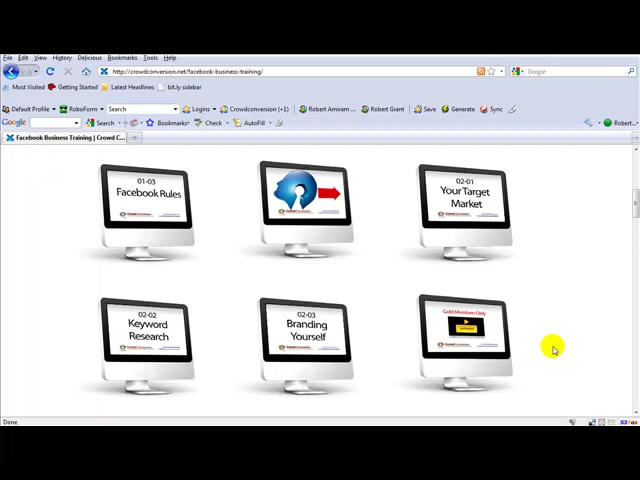 File Edit View History Delicious Bookmarks Tools Help
http://crowdconversion.net/facebook-business-training/
Google
Most Visited Getting Started Latest Headlines bit.ly sidebar
Default Profile RoboForm Search Logins Crowdconversion (+1) Robert Amiram ... Robert Grant Save Generate Sync
Google Search Bookmarks Check AutoFill Robert...
Facebook Business Training | Crowd C...
01-03
Facebook Rules
02-01
Your Target
Market
02-02
Keyword
Research
02-03
Branding
Yourself
Gold Members Only
Done